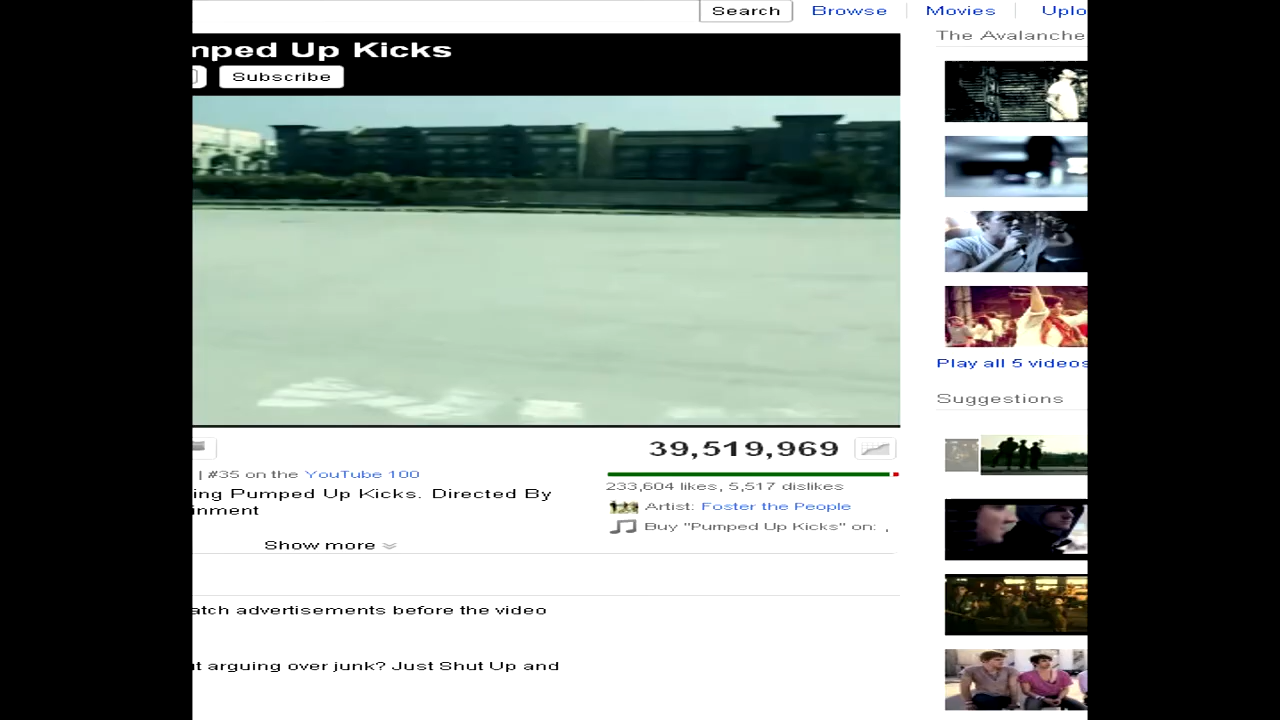 Search Browse Movies Uplo
mped Up Kicks
Subscribe
The Avalanche
Play all 5 videos
Suggestions
39,519,969
| #35 on the YouTube 100
233,604 likes, 5,517 dislikes
ing Pumped Up Kicks. Directed By
inment
Artist: Foster the People
Buy "Pumped Up Kicks" on:
Show more
atch advertisements before the video
t arguing over junk? Just Shut Up and